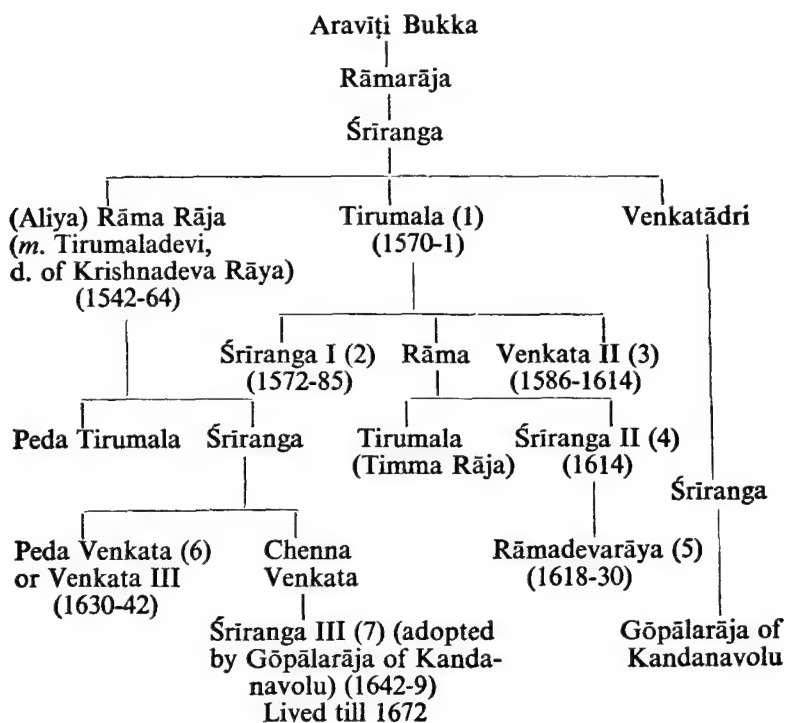 Aravīṭi Bukka
Rāmarāja
Śrīranga
(Aliya) Rāma Rāja
(m. Tirumaladevi,
d. of Krishnadeva Rāya)
(1542-64)
Tirumala (1)
(1570-1)
Venkatādri
Śrīranga I (2)
(1572-85)
Rāma
Venkata II (3)
(1586-1614)
Peda Tirumala
Śrīranga
Tirumala
(Timma Rāja)
Śrīranga II (4)
(1614)
Śrīranga
Peda Venkata (6)
or Venkata III
(1630-42)
Chenna
Venkata
Rāmadevarāya (5)
(1618-30)
Śrīranga III (7) (adopted
by Gōpālarāja of Kanda-
navolu) (1642-9)
Lived till 1672
Gōpālarāja of
Kandanavolu